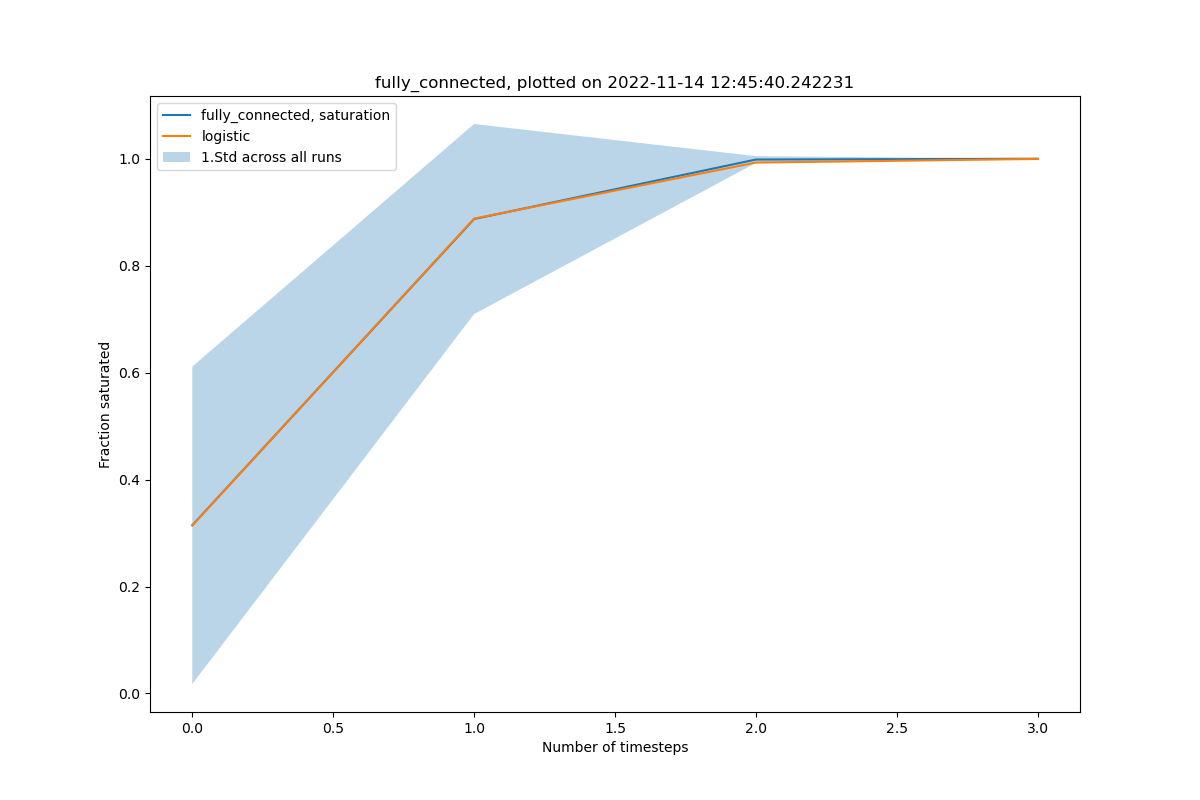 fully_connected, plotted on 2022-11-14 12:45:40.242231
fully_connected, saturation
logistic
1.Std across all runs
1.0
0.8
0.6
0.4
0.2
0.0
Fraction saturated
0.0 0.5 1.0 1.5 2.0 2.5 3.0
Number of timesteps